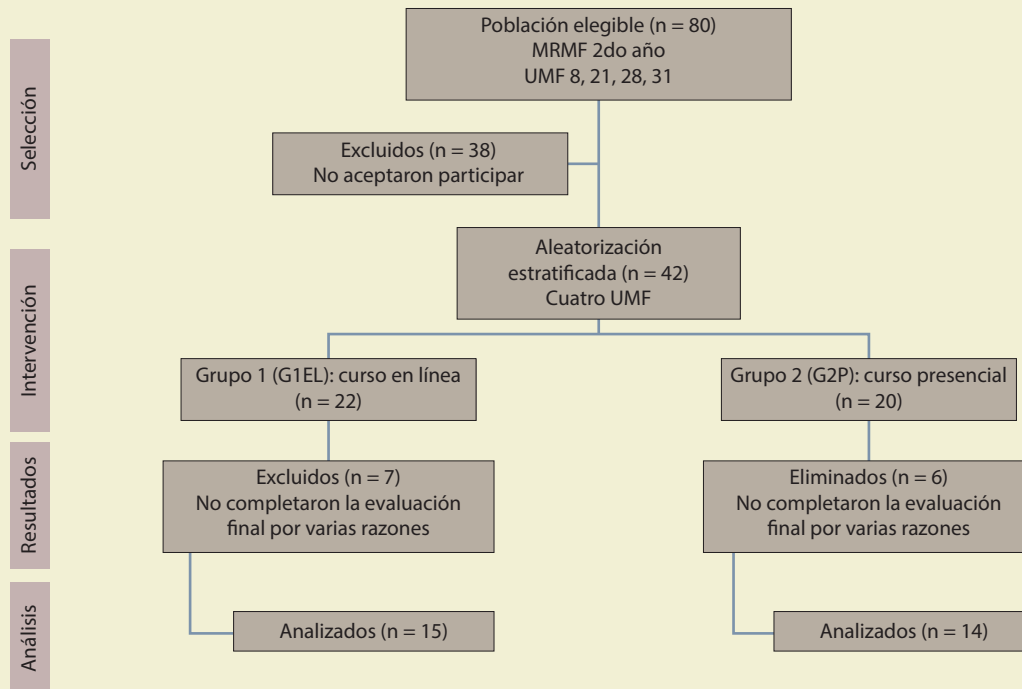 Selección
Población elegible (n = 80)
MRMF 2do año
UMF 8, 21, 28, 31
Excluidos (n = 38)
No aceptaron participar
Aleatorización
estratificada (n = 42)
Cuatro UMF
Intervención
Grupo 1 (G1EL): curso en línea
(n = 22)
Grupo 2 (G2P): curso presencial
(n = 20)
Resultados
Excluidos (n = 7)
No completaron la evaluación
final por varias razones
Eliminados (n = 6)
No completaron la evaluación
final por varias razones
Análisis
Analizados (n = 15)
Analizados (n = 14)